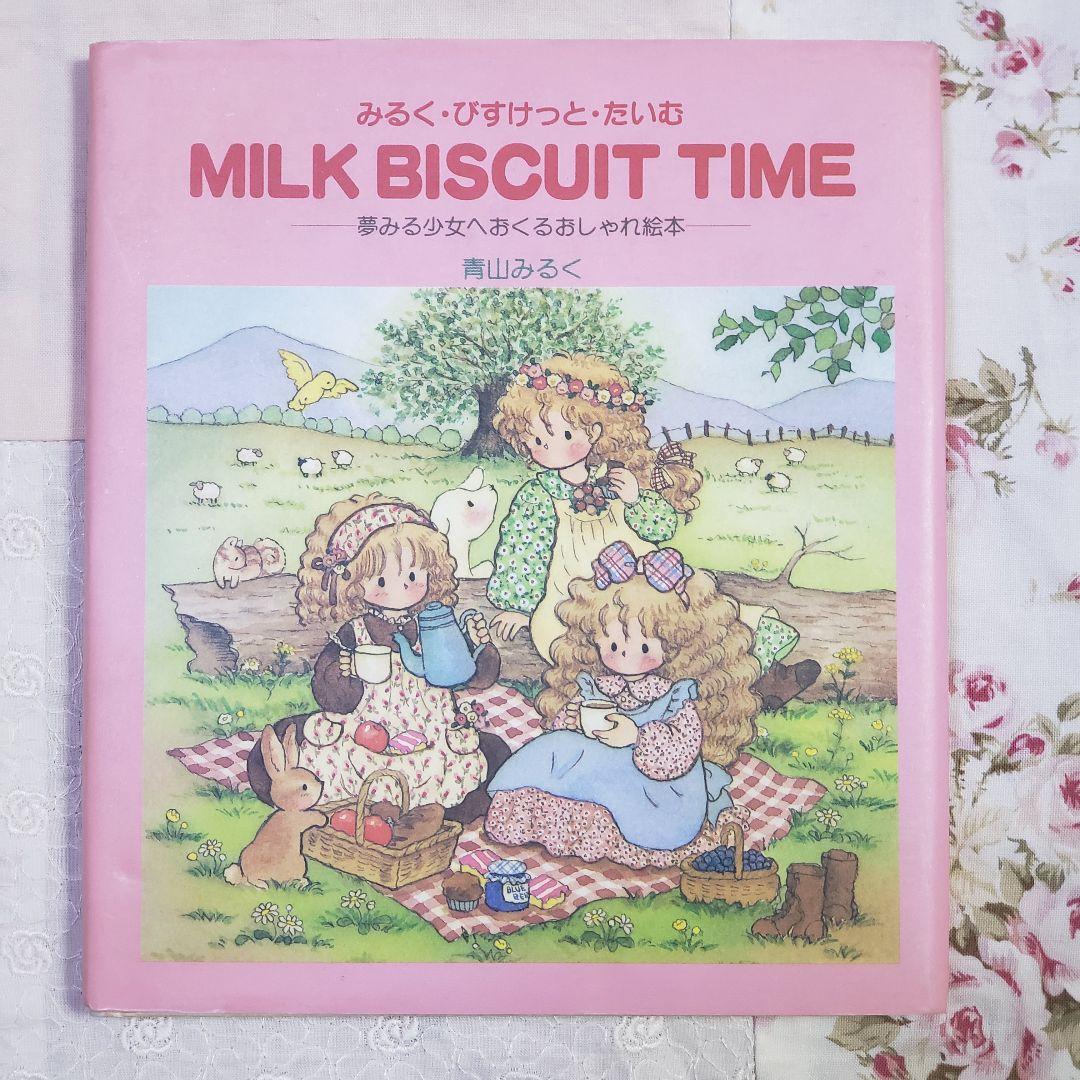 みるく・びすけっと・たいむ
MILK BISCUIT TIME
夢みる少女へおくるおしゃれ絵本
青山みるく
BLUE